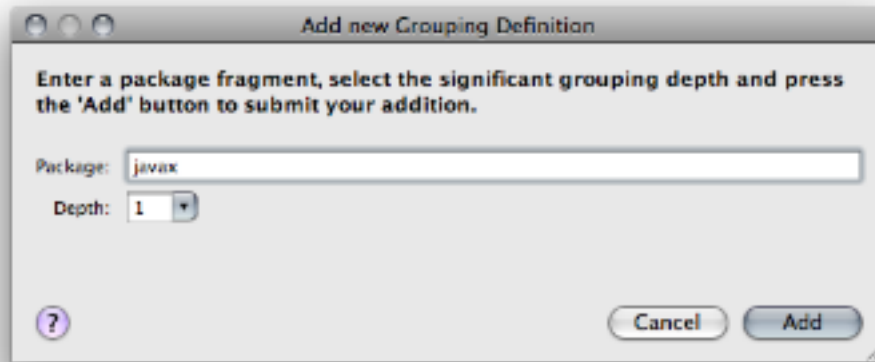 Add new Grouping Definition
Enter a package fragment, select the significant grouping depth and press
the 'Add' button to submit your addition.
Package: javax
Depth: 1
?
Cancel Add